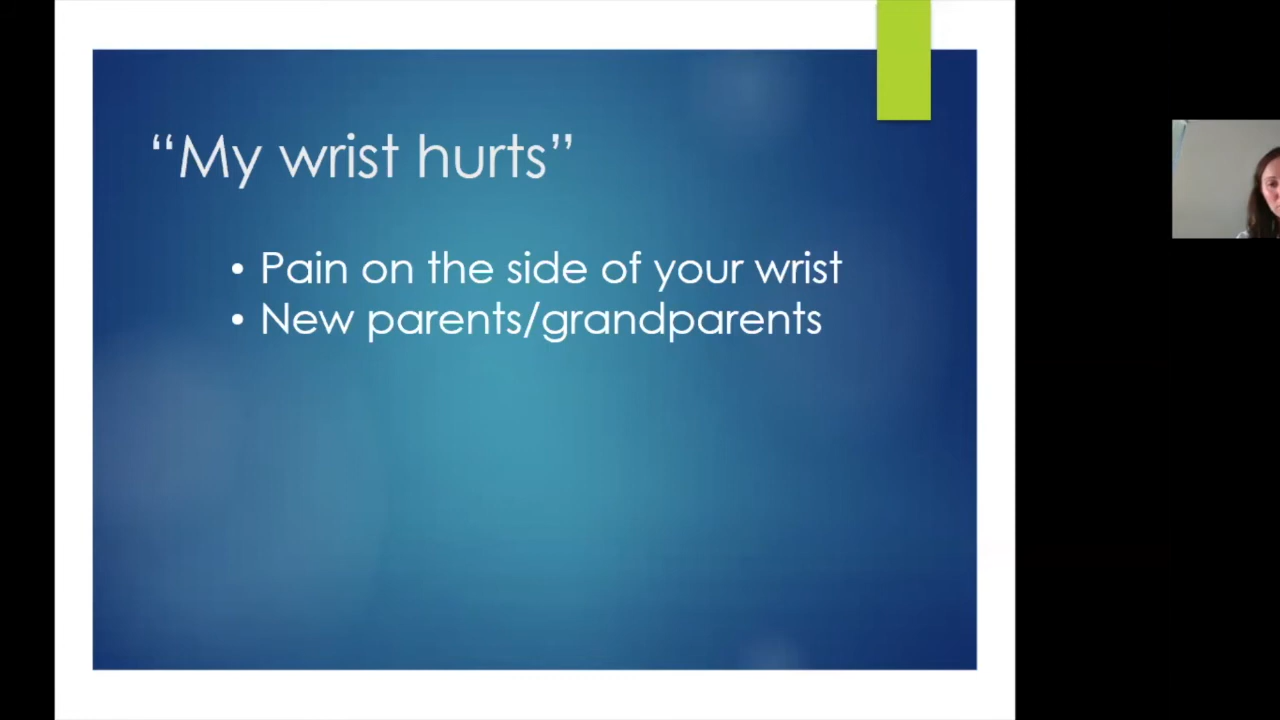 “My wrist hurts”
• Pain on the side of your wrist
• New parents/grandparents